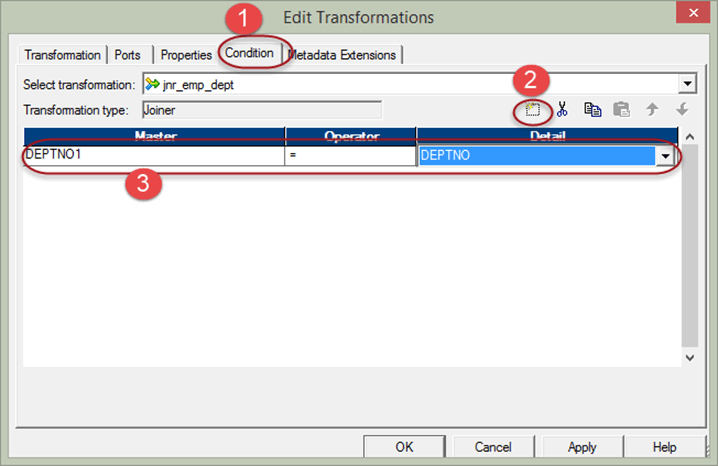 Edit Transformations
1
Transformation Ports Properties Condition Metadata Extensions
Select transformation: jnr_emp_dept
2
Transformation type: Joiner
Master Operator Detail
DEPTNO1 = DEPTNO
3
OK Cancel Apply Help